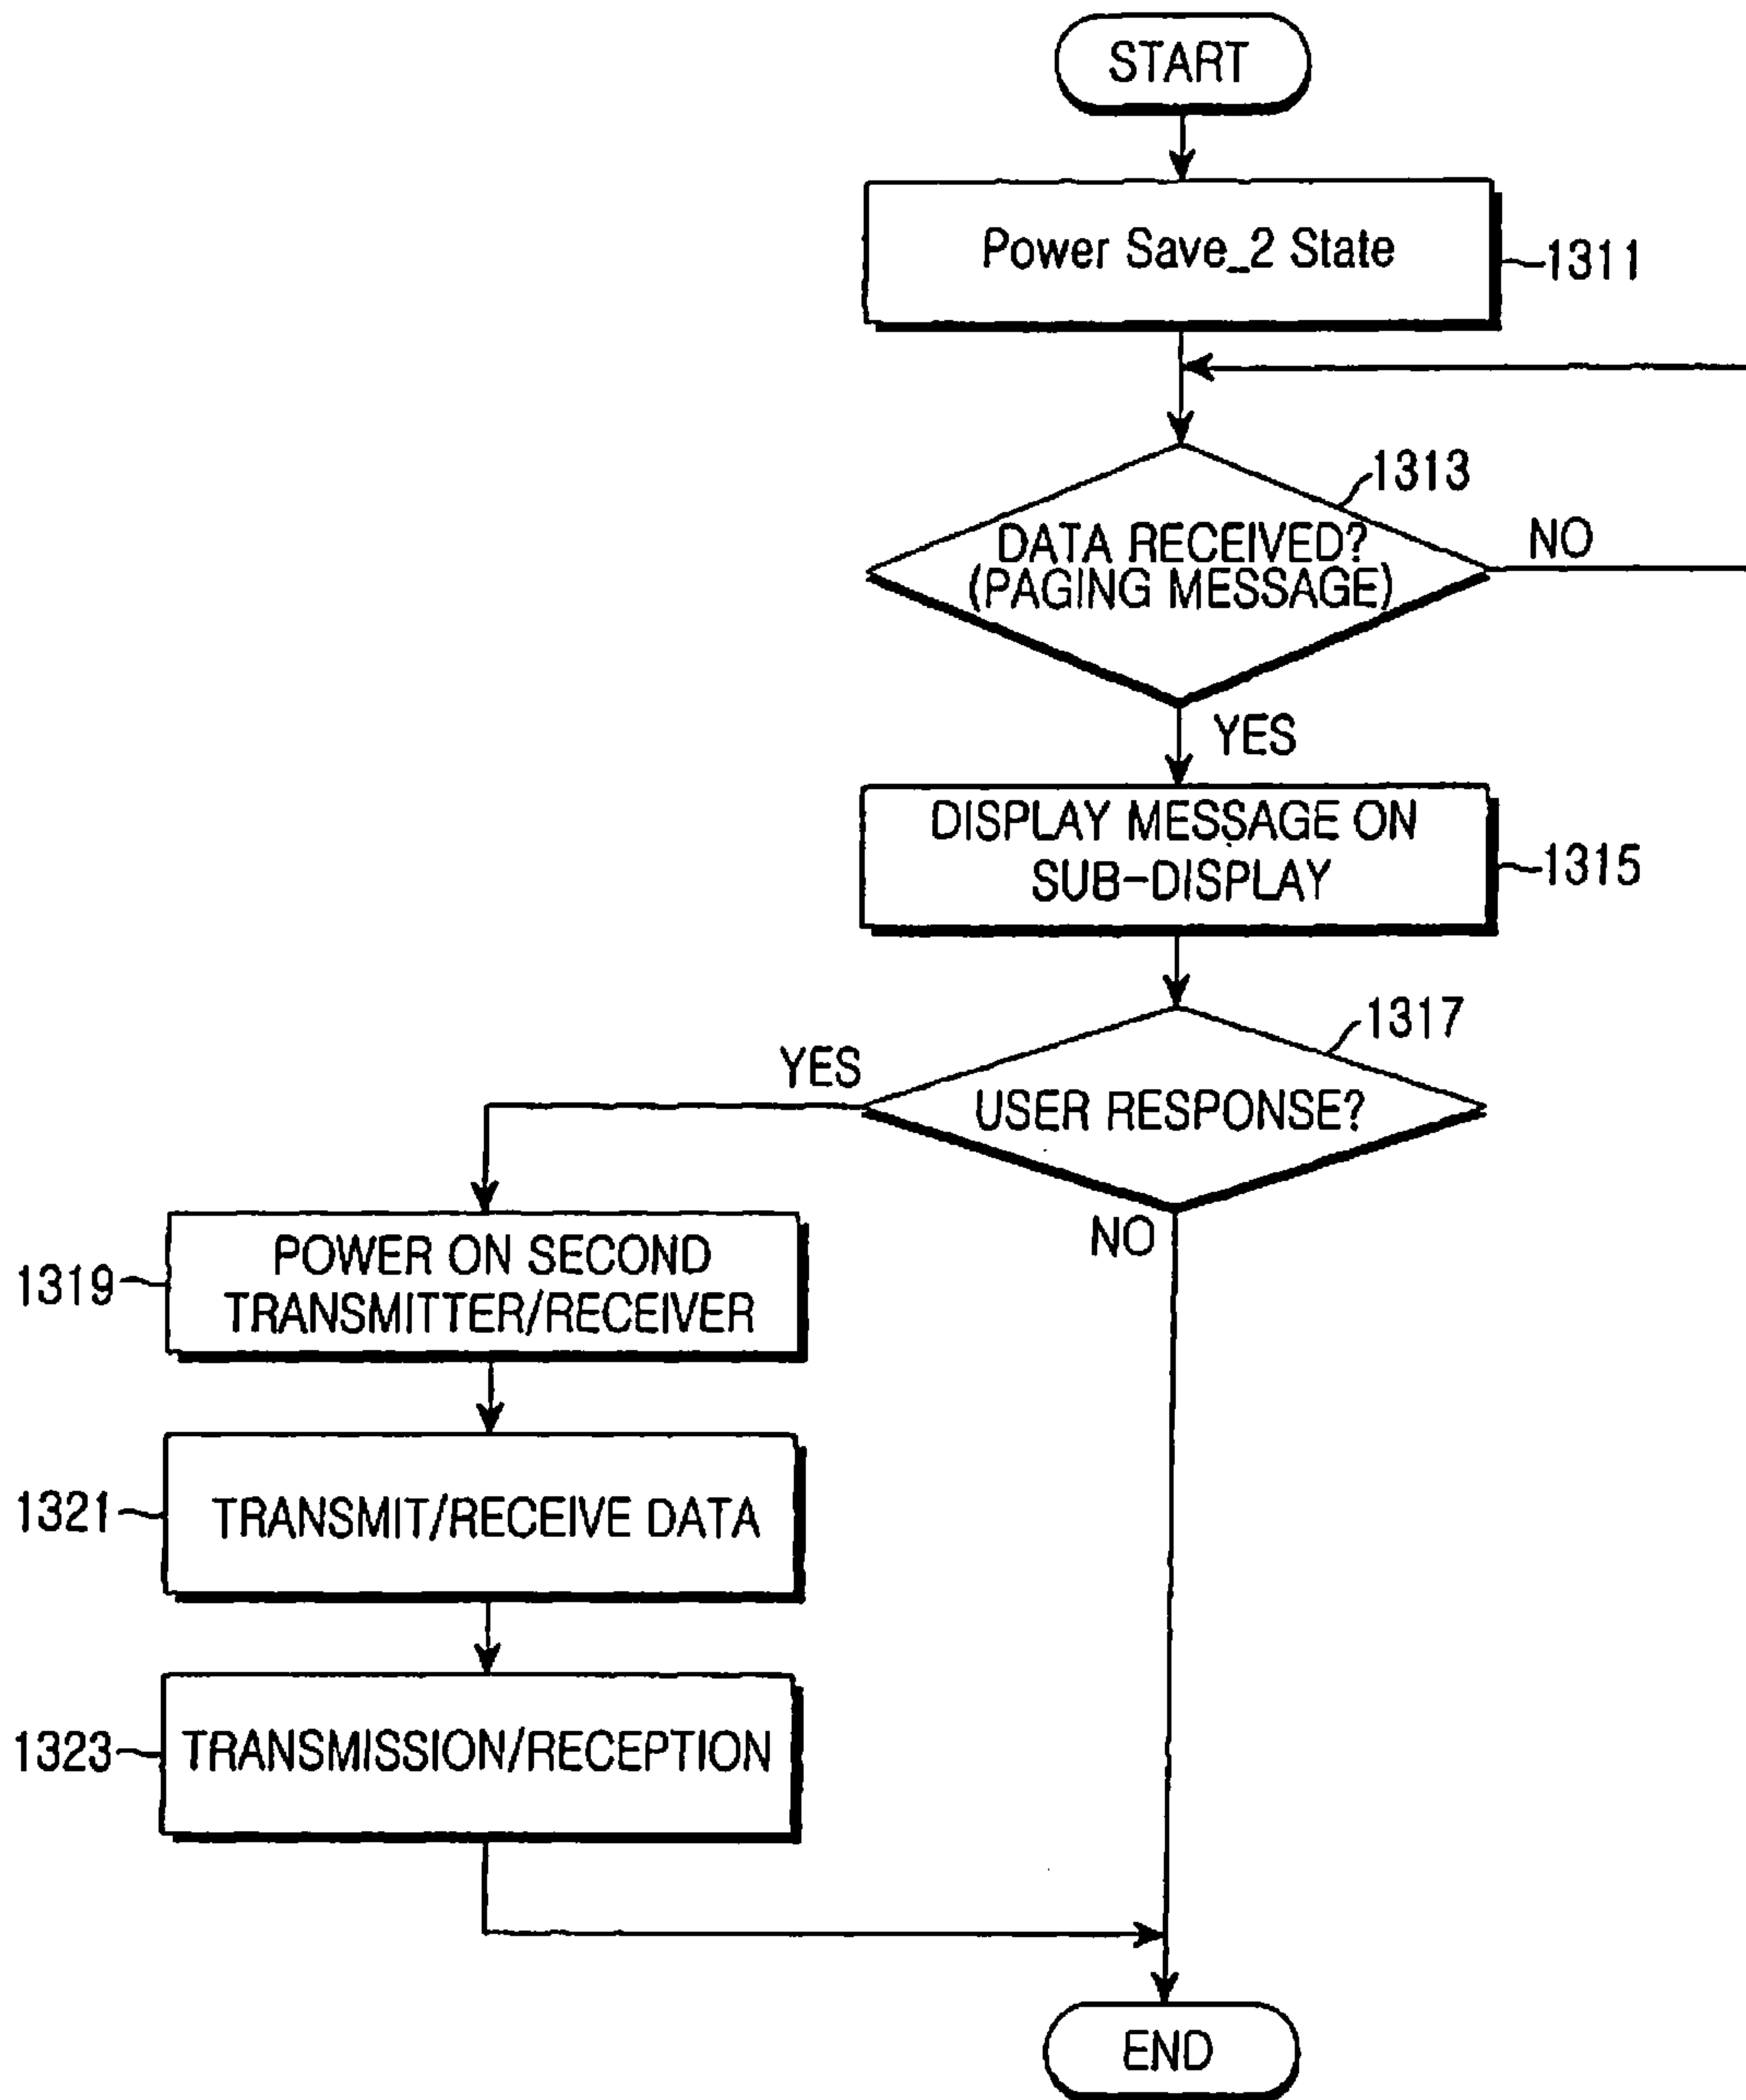 START
Power Save_2 State
1311
1313
DATA RECEIVED?
(PAGING MESSAGE)
NO
YES
DISPLAY MESSAGE ON
SUB-DISPLAY
1315
1317
YES
USER RESPONSE?
NO
POWER ON SECOND
TRANSMITTER/RECEIVER
1319
TRANSMIT/RECEIVE DATA
1321
TRANSMISSION/RECEPTION
1323
END